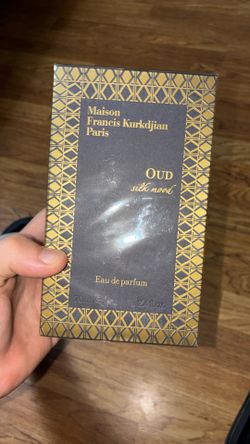 Maison
Francis Kurkdjian
Paris
OUD
silk mood
Eau de parfum